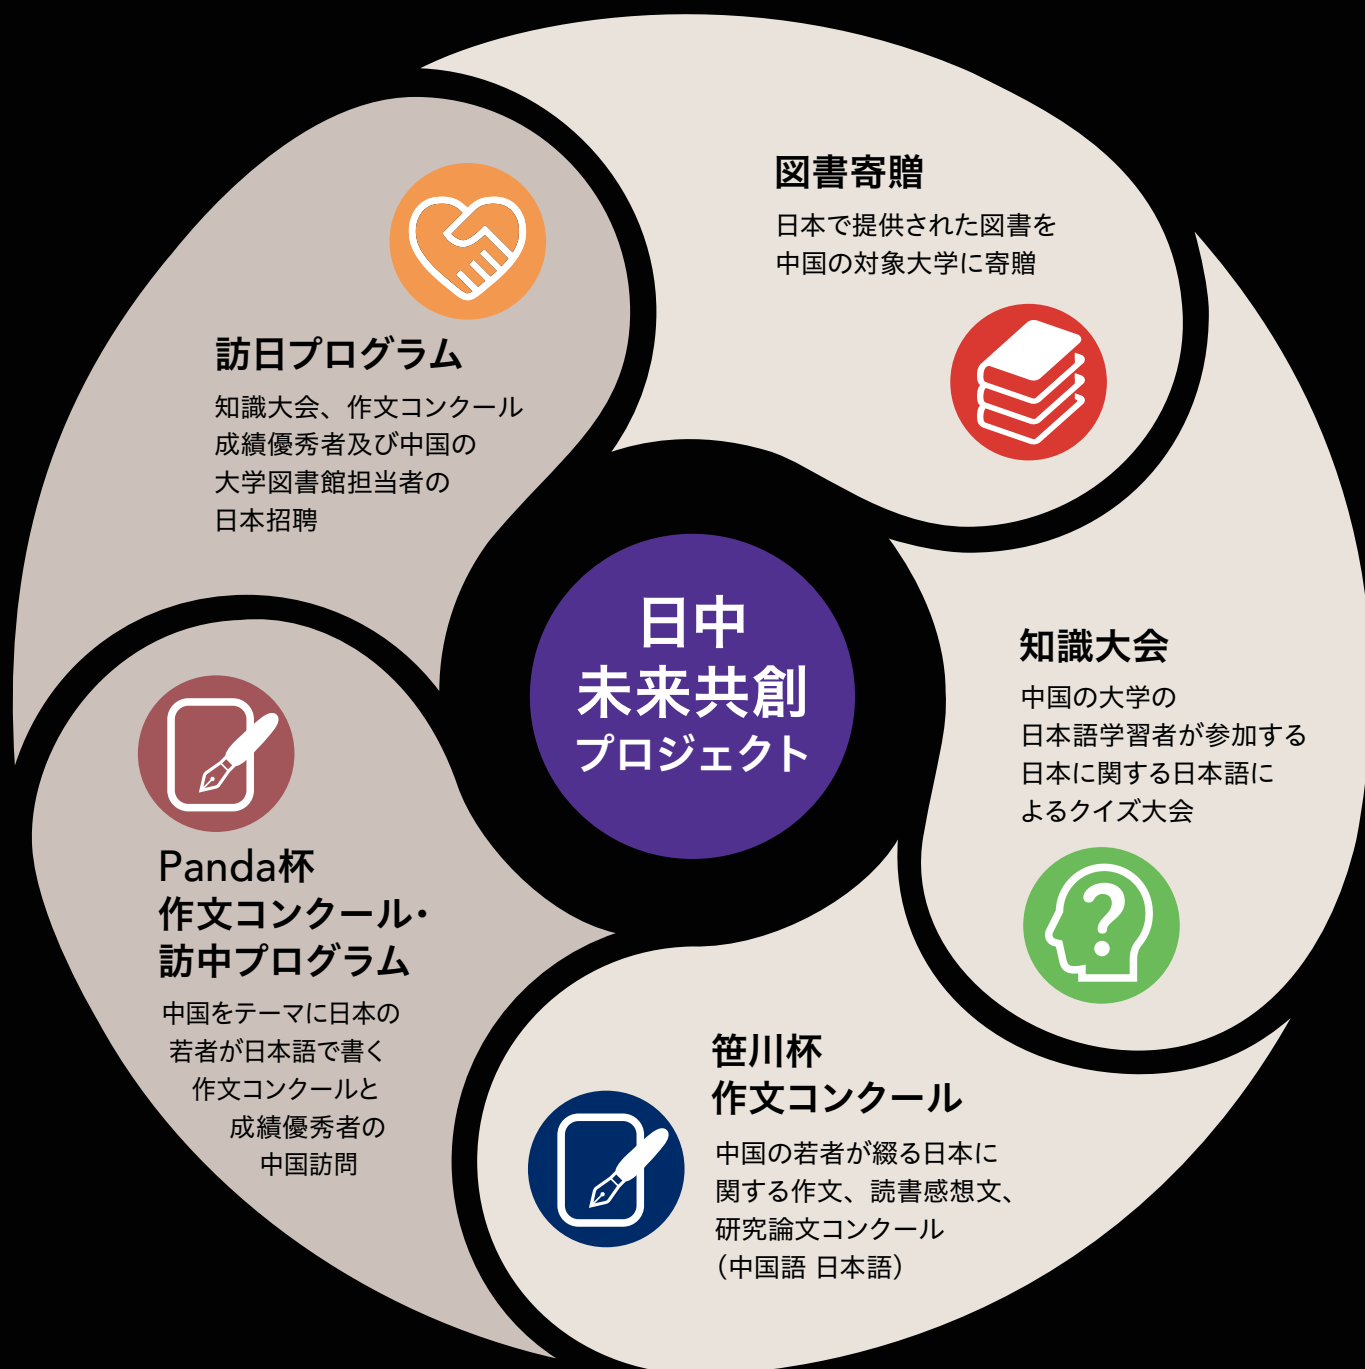 日中
未来共創
プロジェクト
図書寄贈
日本で提供された図書を
中国の対象大学に寄贈
知識大会
中国の大学の
日本語学習者が参加する
日本に関する日本語に
よるクイズ大会
笹川杯
作文コンクール
中国の若者が綴る日本に
関する作文、読書感想文、
研究論文コンクール
（中国語 日本語）
Panda杯
作文コンクール・
訪中プログラム
中国をテーマに日本の
若者が日本語で書く
作文コンクールと
成績優秀者の
中国訪問
訪日プログラム
知識大会、作文コンクール
成績優秀者及び中国の
大学図書館担当者の
日本招聘